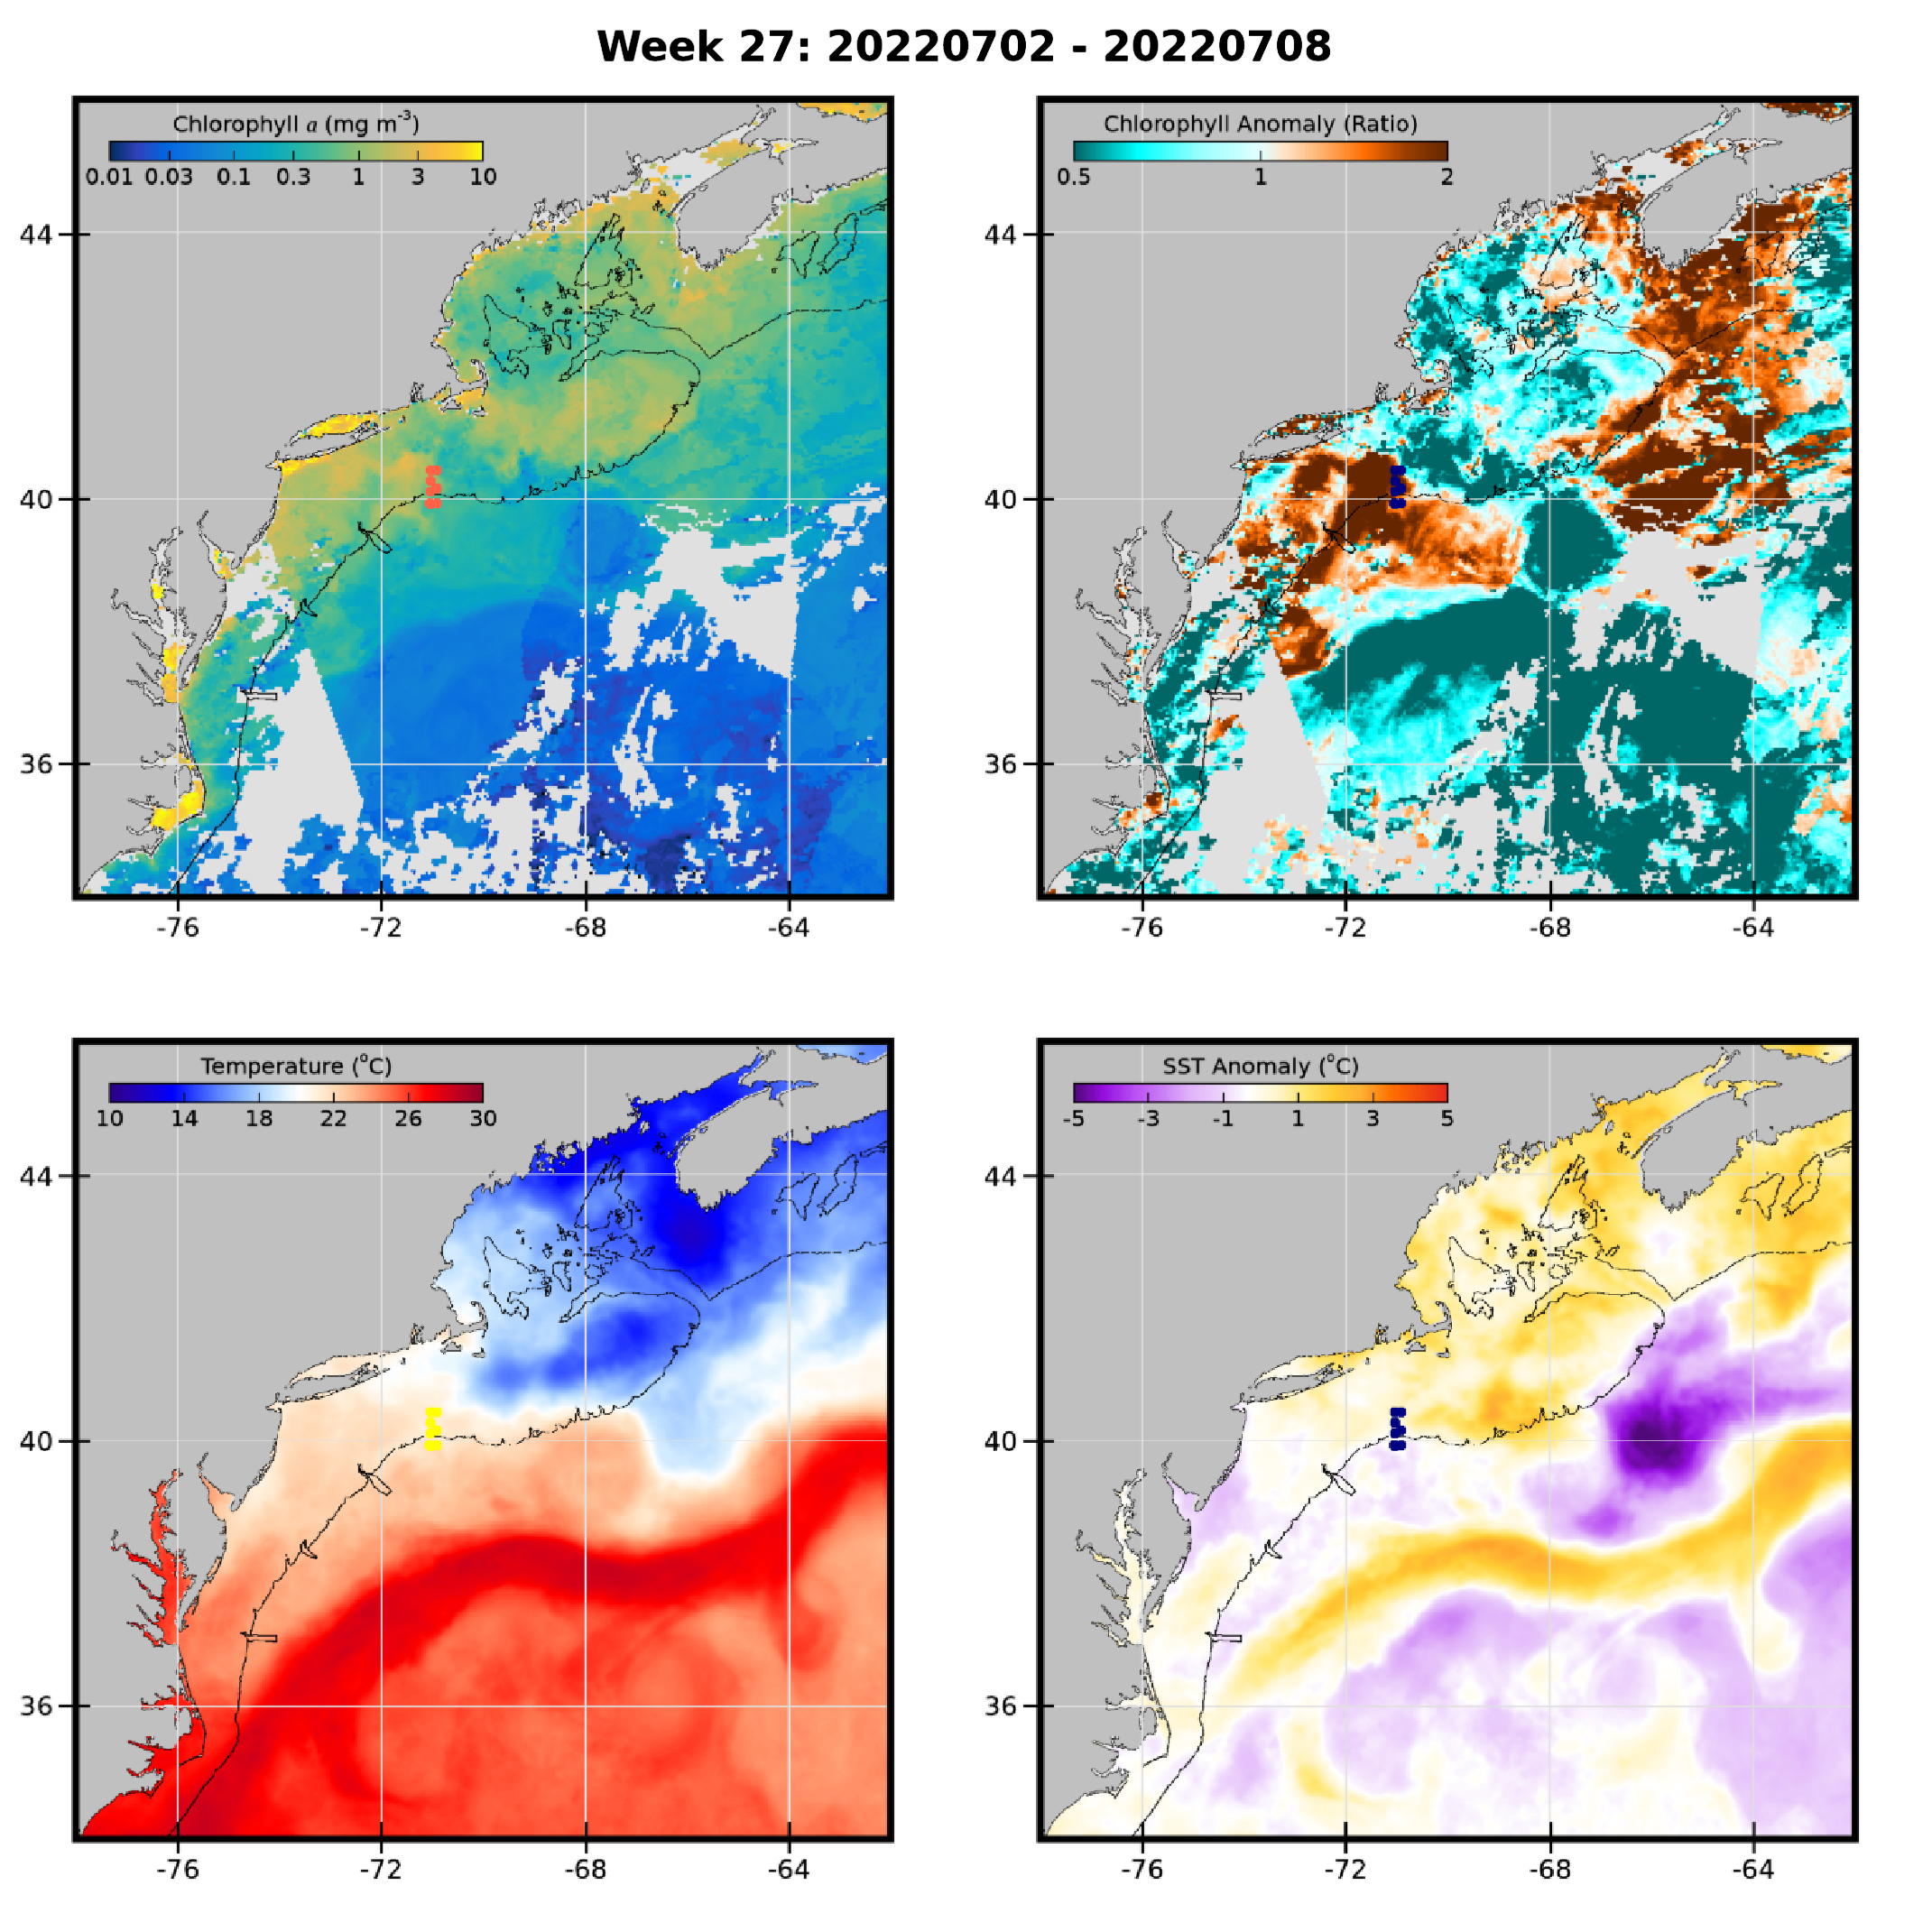 Week 27: 20220702 - 20220708
Chlorophyll a (mg m⁻³)
0.01 0.03 0.1 0.3 1 3 10
44
40
36
-76 -72 -68 -64
Chlorophyll Anomaly (Ratio)
0.5 1 2
44
40
36
-76 -72 -68 -64
Temperature (°C)
10 14 18 22 26 30
44
40
36
-76 -72 -68 -64
SST Anomaly (°C)
-5 -3 -1 1 3 5
44
40
36
-76 -72 -68 -64